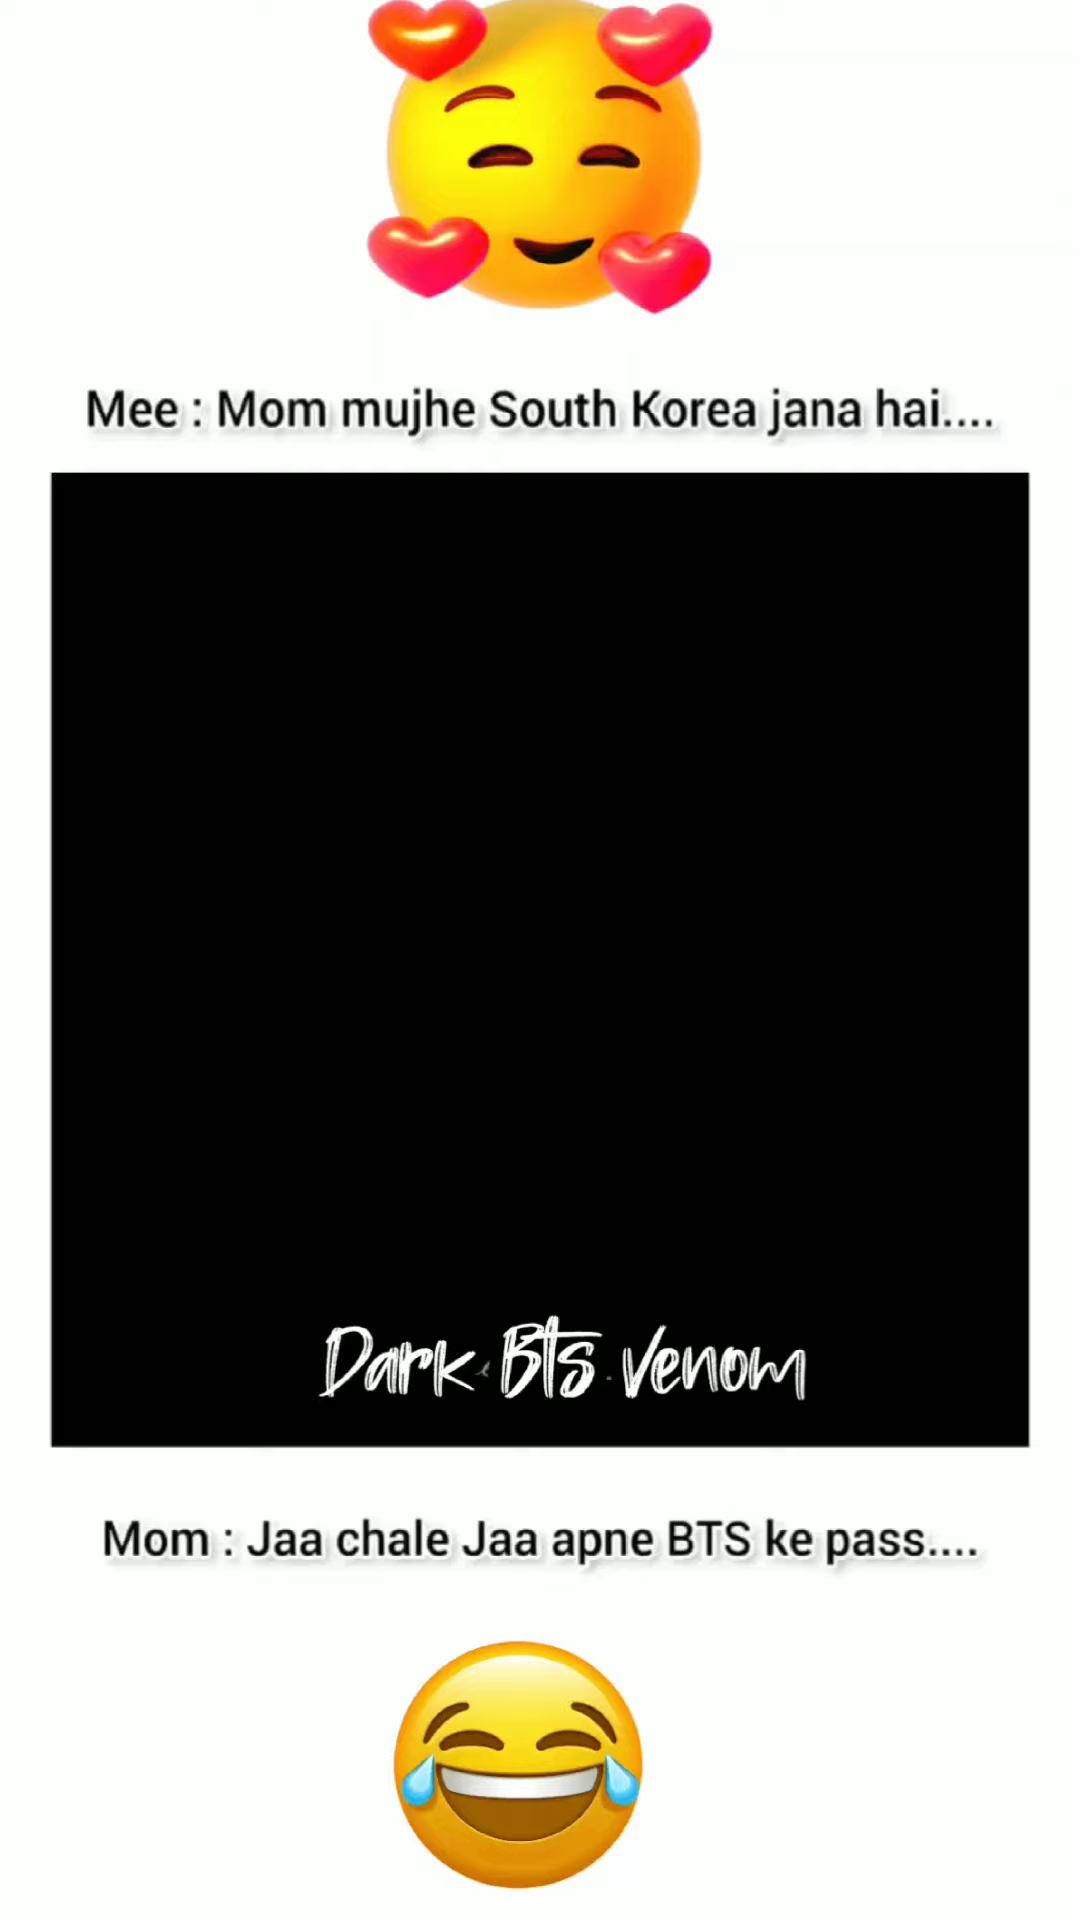 Mee : Mom mujhe South Korea jana hai....
Dark Bts Venom
Mom : Jaa chale Jaa apne BTS ke pass....